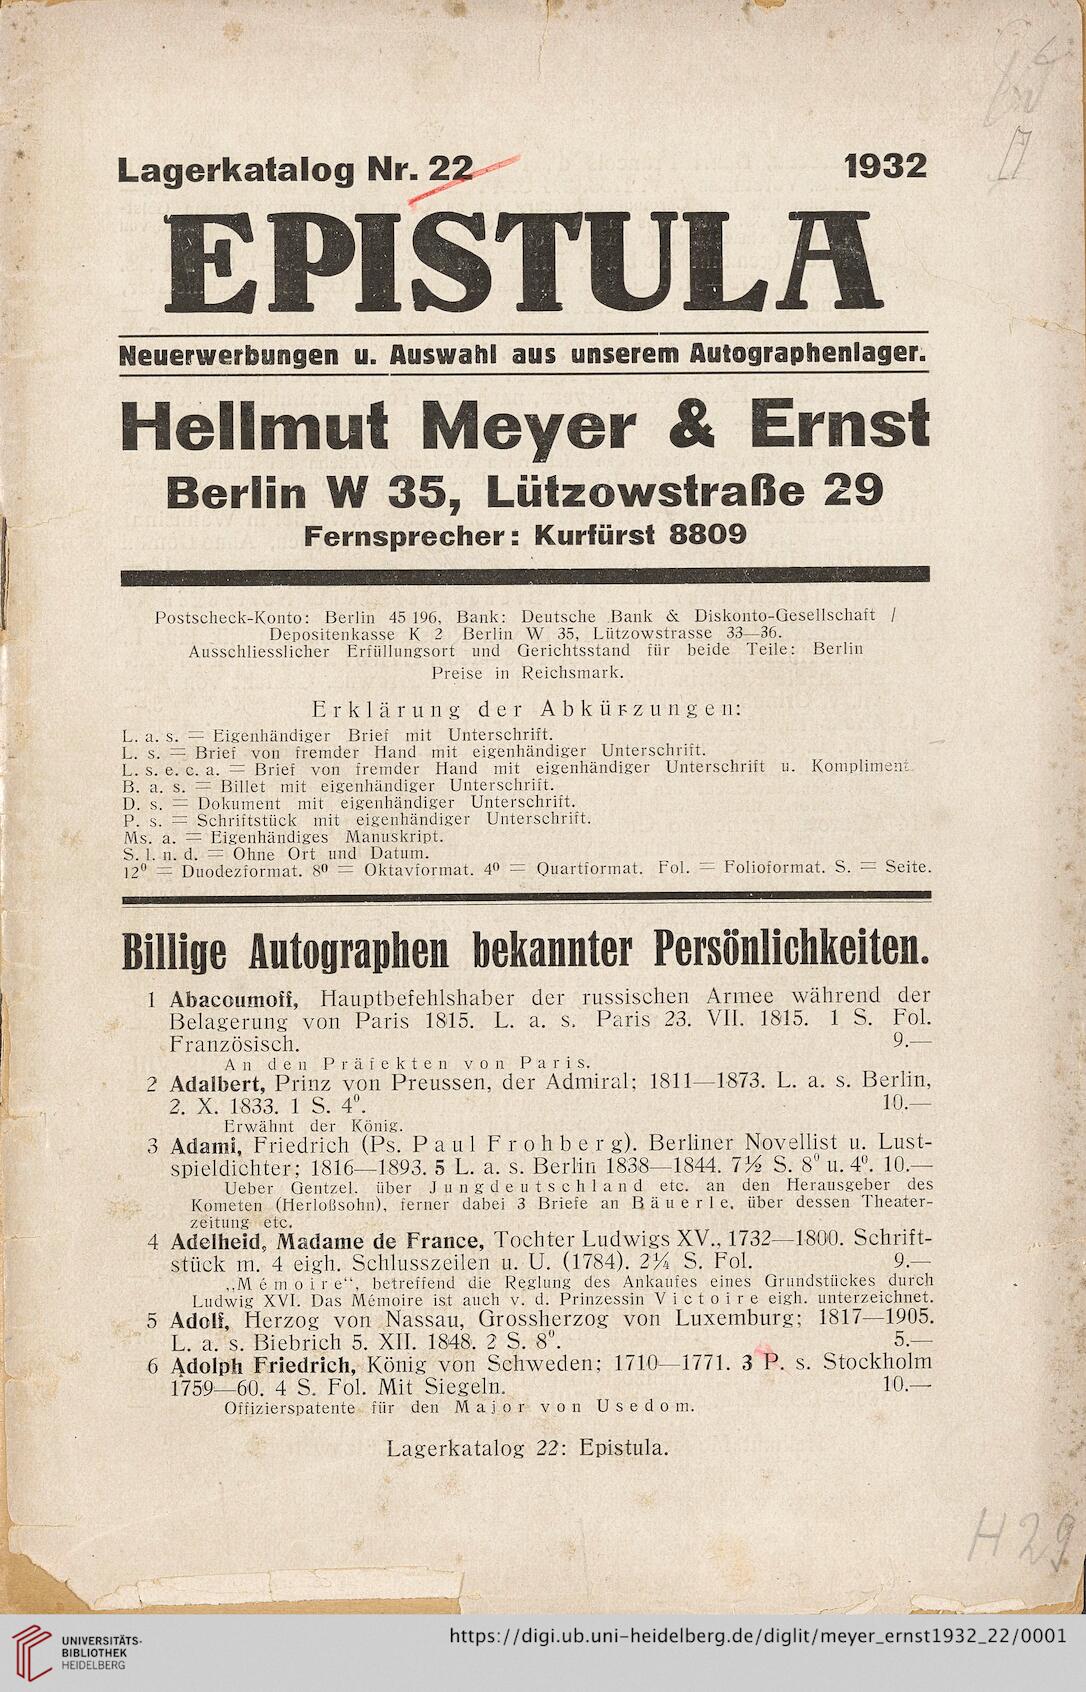 Lagerkatalog Nr. 22 1932
EPISTULA
Neuerwerbungen u. Auswahl aus unserem Autographenlager.
Hellmut Meyer & Ernst
Berlin W 35, Lützowstraße 29
Fernsprecher: Kurfürst 8809
Postscheck-Konto: Berlin 45 196, Bank: Deutsche Bank & Diskonto-Gesellschaft /
Depositenkasse K 2 Berlin W 35, Lützowstrasse 33—36.
Ausschliesslicher Erfüllungsort und Gerichtsstand für beide Teile: Berlin
Preise in Reichsmark.
Erklärung der Abkürzungen:
L. a. s. = Eigenhändiger Brief mit Unterschrift.
L. s. = Brief von fremder Hand mit eigenhändiger Unterschrift.
L. s. e. c. a. = Brief von fremder Hand mit eigenhändiger Unterschrift u. Kompliment.
B. a. s. = Billet mit eigenhändiger Unterschrift.
D. s. = Dokument mit eigenhändiger Unterschrift.
P. s. = Schriftstück mit eigenhändiger Unterschrift.
Ms. a. = Eigenhändiges Manuskript.
S. l. n. d. = Ohne Ort und Datum.
12⁰ = Duodezformat. 8⁰ = Oktavformat. 4⁰ = Quartformat. Fol. = Folioformat. S. = Seite.
Billige Autographen bekannter Persönlichkeiten.
1 Abacoumoff, Hauptbefehlshaber der russischen Armee während der
Belagerung von Paris 1815. L. a. s. Paris 23. VII. 1815. 1 S. Fol.
Französisch. 9.—
An den Präfekten von Paris.
2 Adalbert, Prinz von Preussen, der Admiral; 1811—1873. L. a. s. Berlin,
2. X. 1833. 1 S. 4⁰. 10.—
Erwähnt der König.
3 Adami, Friedrich (Ps. Paul Frohberg). Berliner Novellist u. Lust-
spieldichter; 1816—1893. 5 L. a. s. Berlin 1838—1844. 7½ S. 8⁰ u. 4⁰. 10.—
Ueber Gentzel. über Jungdeutschland etc. an den Herausgeber des
Kometen (Herloßsohn), ferner dabei 3 Briefe an Bäuerle, über dessen Theater-
zeitung etc.
4 Adelheid, Madame de France, Tochter Ludwigs XV., 1732—1800. Schrift-
stück m. 4 eigh. Schlusszeilen u. U. (1784). 2¼ S. Fol. 9.—
„Mémoire“, betreffend die Reglung des Ankaufes eines Grundstückes durch
Ludwig XVI. Das Mémoire ist auch v. d. Prinzessin Victoire eigh. unterzeichnet.
5 Adolf, Herzog von Nassau, Grossherzog von Luxemburg; 1817—1905.
L. a. s. Biebrich 5. XII. 1848. 2 S. 8⁰. 5.—
6 Adolph Friedrich, König von Schweden; 1710—1771. 3 P. s. Stockholm
1759—60. 4 S. Fol. Mit Siegeln. 10.—
Offizierspatente für den Major von Usedom.
Lagerkatalog 22: Epistula.
H 29
UNIVERSITÄTS-
BIBLIOTHEK
HEIDELBERG
https://digi.ub.uni-heidelberg.de/diglit/meyer_ernst1932_22/0001